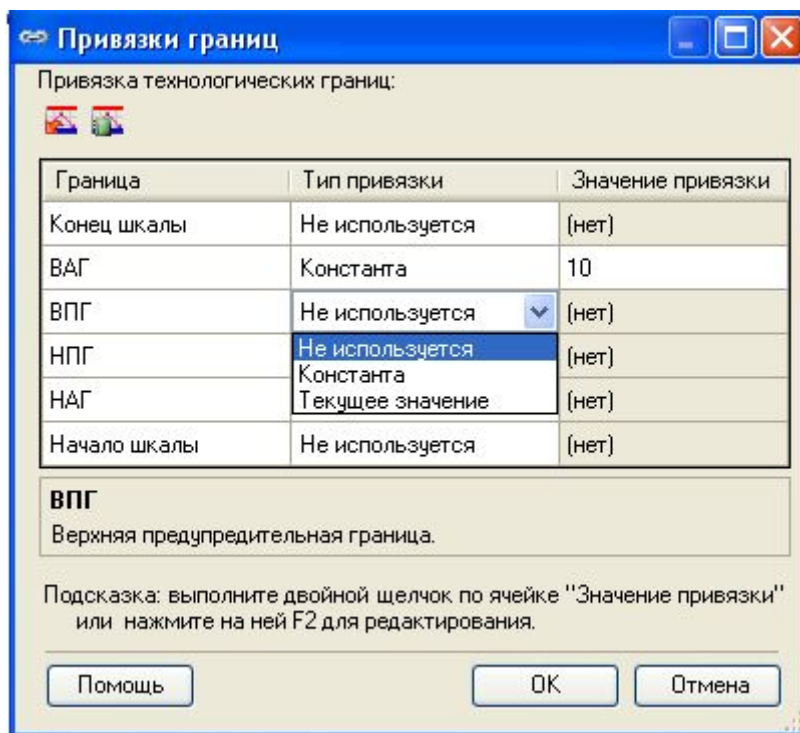 Привязки границ
Привязка технологических границ:
Граница Тип привязки Значение привязки
Конец шкалы Не используется (нет)
ВАГ Константа 10
ВПГ Не используется (нет)
НПГ Не используется (нет)
Константа
НАГ Текущее значение (нет)
Начало шкалы Не используется (нет)
ВПГ
Верхняя предупредительная граница.
Подсказка: выполните двойной щелчок по ячейке "Значение привязки"
или нажмите на ней F2 для редактирования.
Помощь ОК Отмена